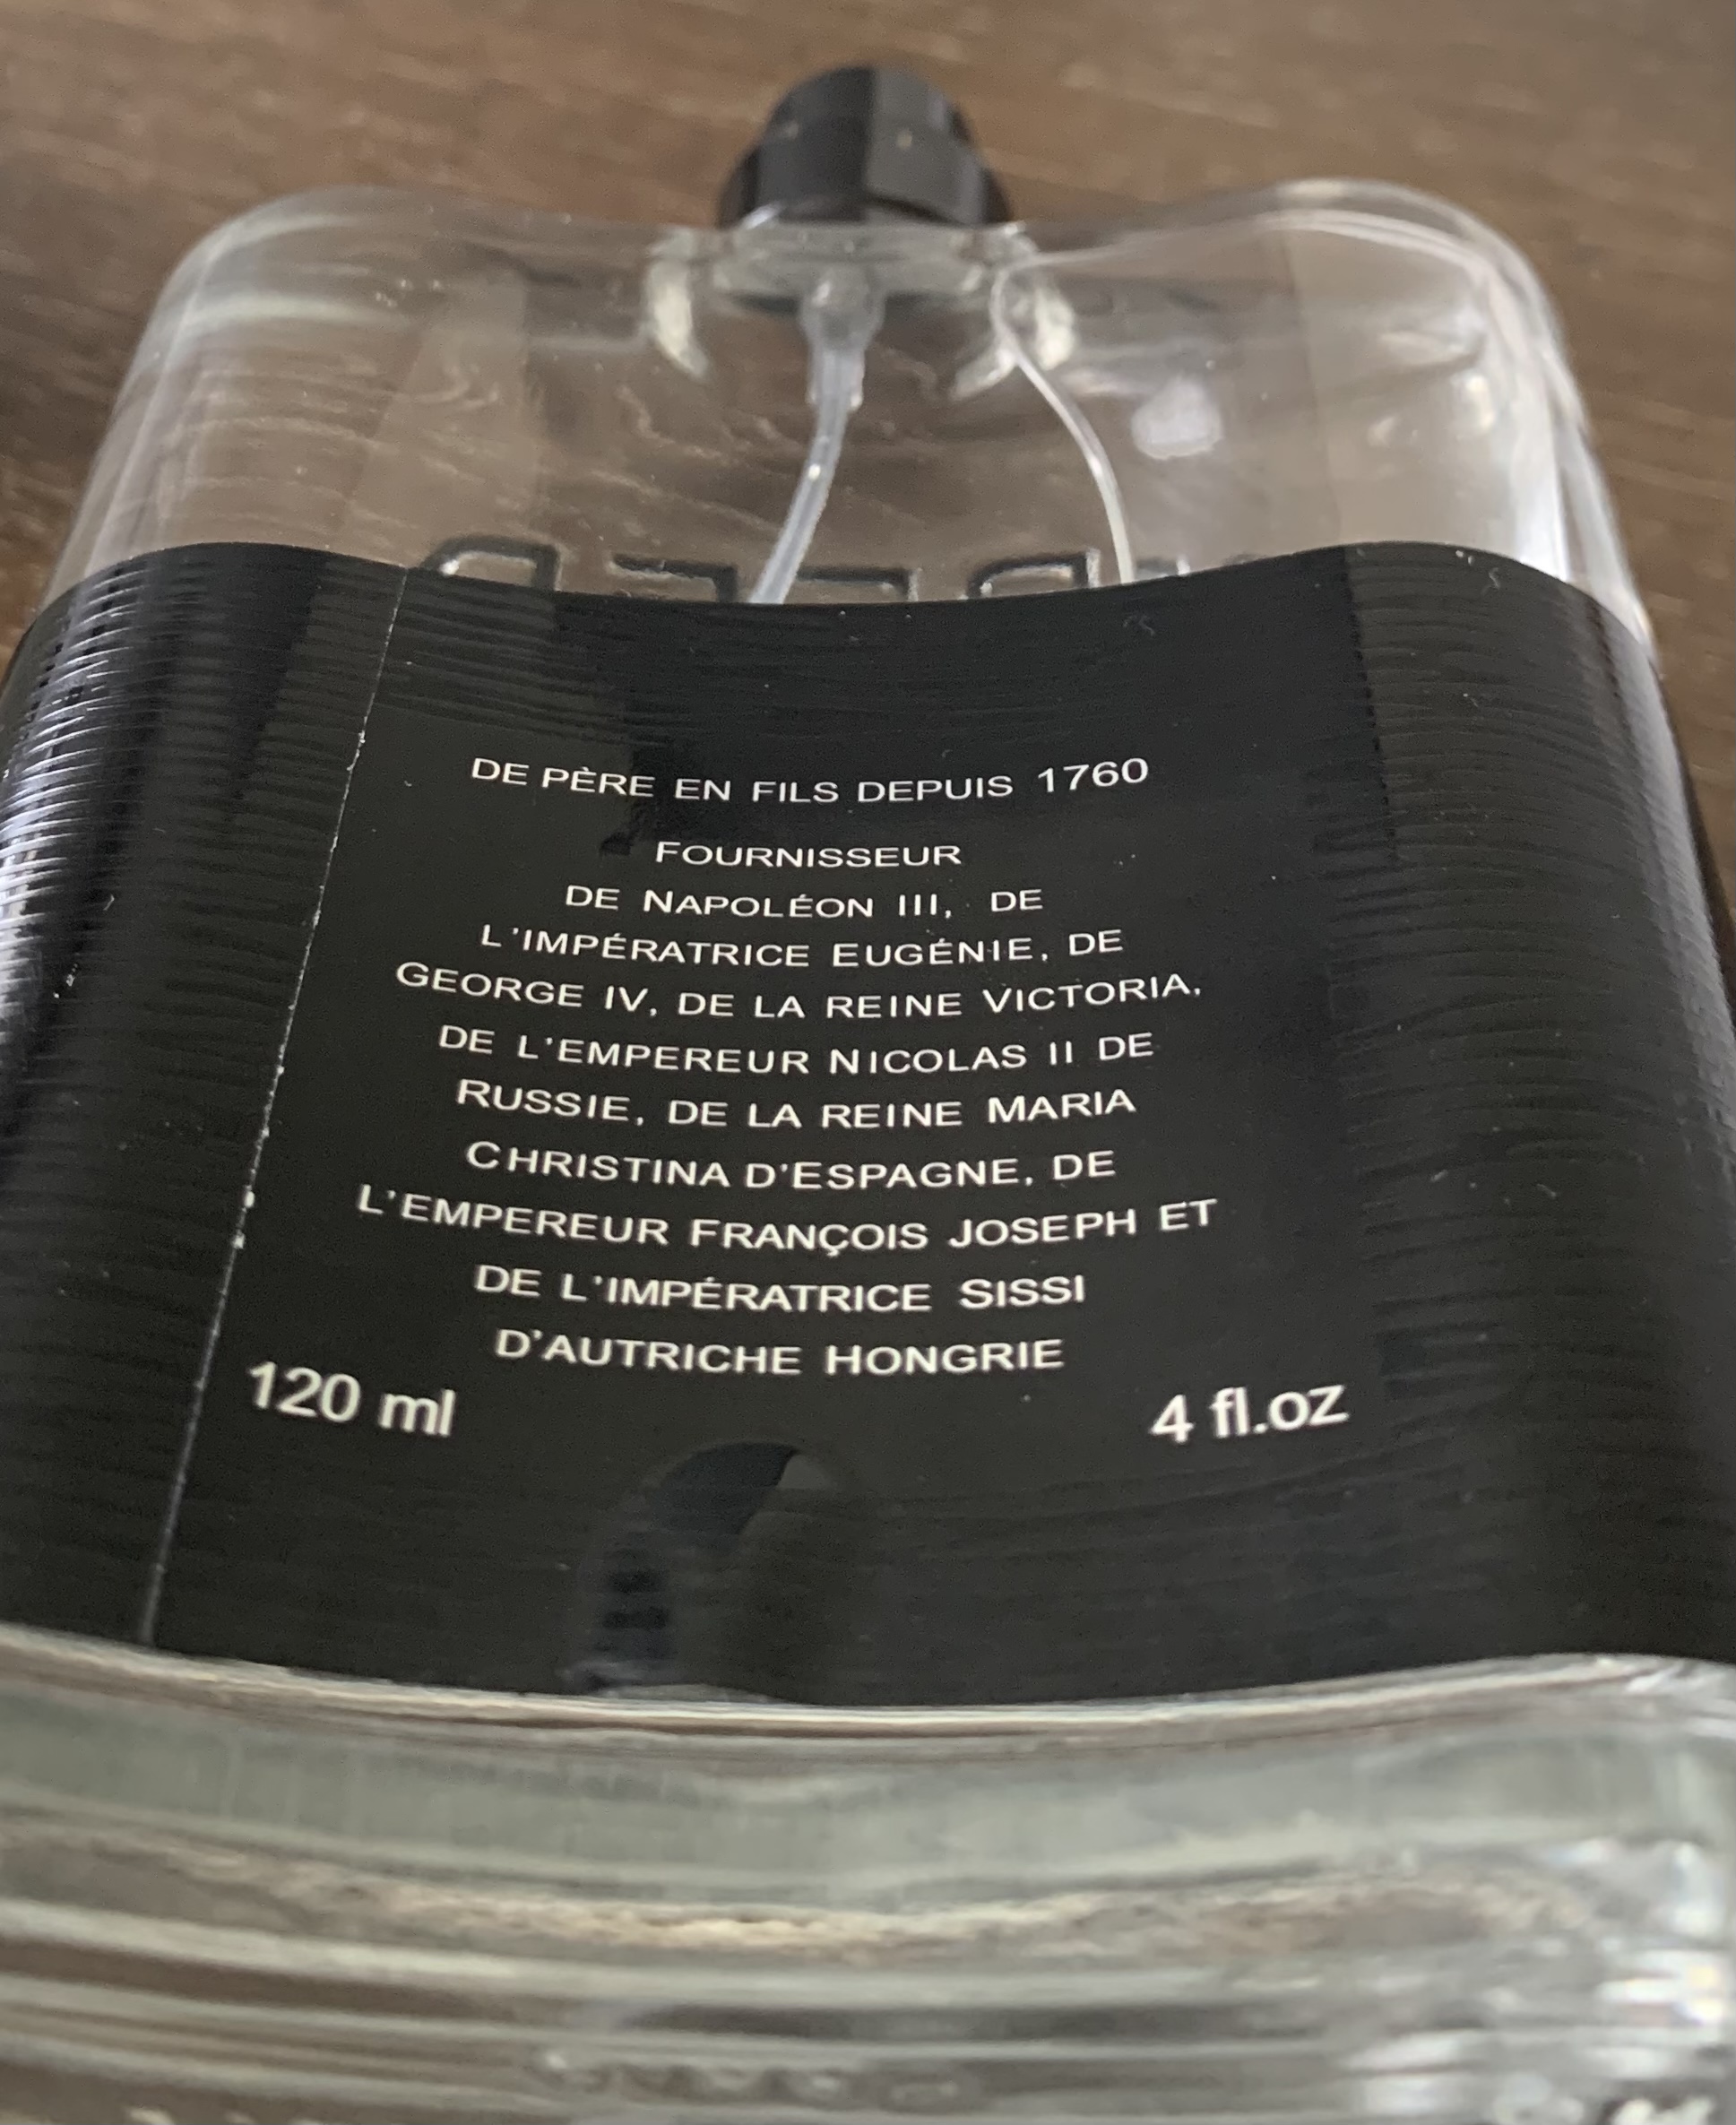 DE PÈRE EN FILS DEPUIS 1760
FOURNISSEUR
DE NAPOLÉON III, DE
L'IMPÉRATRICE EUGÉNIE, DE
GEORGE IV, DE LA REINE VICTORIA,
DE L'EMPEREUR NICOLAS II DE
RUSSIE, DE LA REINE MARIA
CHRISTINA D'ESPAGNE, DE
L'EMPEREUR FRANÇOIS JOSEPH ET
DE L'IMPÉRATRICE SISSI
D'AUTRICHE HONGRIE
120 ml 4 fl.oz